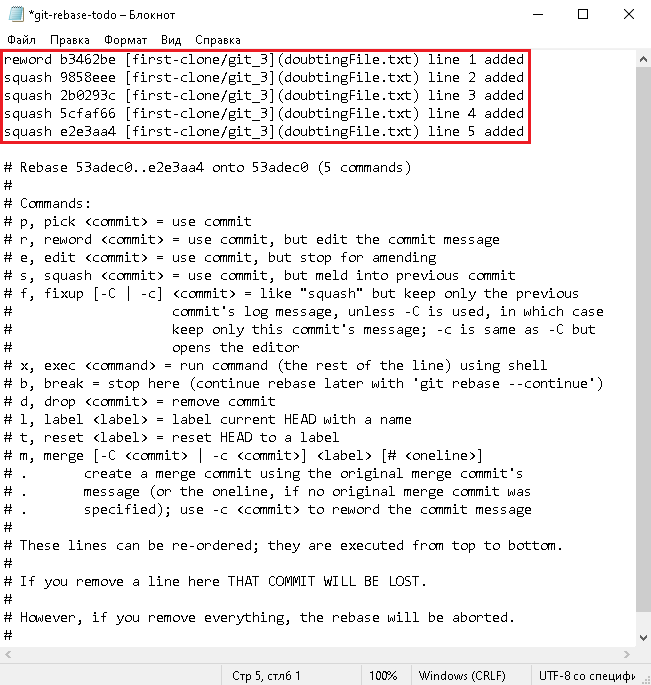 *git-rebase-todo – Блокнот
Файл Правка Формат Вид Справка
reword b3462be [first-clone/git_3](doubtingFile.txt) line 1 added
squash 9858eee [first-clone/git_3](doubtingFile.txt) line 2 added
squash 2b0293c [first-clone/git_3](doubtingFile.txt) line 3 added
squash 5cfaf66 [first-clone/git_3](doubtingFile.txt) line 4 added
squash e2e3aa4 [first-clone/git_3](doubtingFile.txt) line 5 added
# Rebase 53adec0..e2e3aa4 onto 53adec0 (5 commands)
#
# Commands:
# p, pick <commit> = use commit
# r, reword <commit> = use commit, but edit the commit message
# e, edit <commit> = use commit, but stop for amending
# s, squash <commit> = use commit, but meld into previous commit
# f, fixup [-C | -c] <commit> = like "squash" but keep only the previous
#                    commit's log message, unless -C is used, in which case
#                    keep only this commit's message; -c is same as -C but
#                    opens the editor
# x, exec <command> = run command (the rest of the line) using shell
# b, break = stop here (continue rebase later with 'git rebase --continue')
# d, drop <commit> = remove commit
# l, label <label> = label current HEAD with a name
# t, reset <label> = reset HEAD to a label
# m, merge [-C <commit> | -c <commit>] <label> [# <oneline>]
# .       create a merge commit using the original merge commit's
# .       message (or the oneline, if no original merge commit was
# .       specified); use -c <commit> to reword the commit message
#
# These lines can be re-ordered; they are executed from top to bottom.
#
# If you remove a line here THAT COMMIT WILL BE LOST.
#
# However, if you remove everything, the rebase will be aborted.
#
Стр 5, стлб 1 100% Windows (CRLF) UTF-8 со специфи